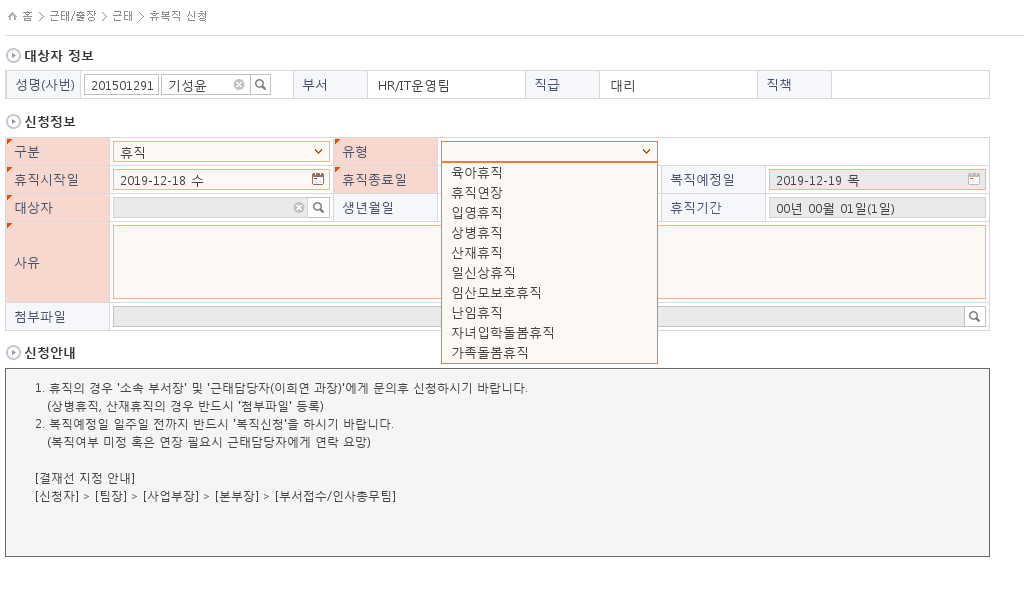 홈 > 근태/출장 > 근태 > 휴복직 신청
대상자 정보
성명(사번) 201501291 기성윤 부서 HR/IT운영팀 직급 대리 직책
신청정보
구분 휴직 유형
휴직시작일 2019-12-18 수 휴직종료일 복직예정일 2019-12-19 목
대상자 생년월일 휴직기간 00년 00월 01일(1일)
사유
첨부파일
육아휴직
휴직연장
입영휴직
상병휴직
산재휴직
일신상휴직
임산모보호휴직
난임휴직
자녀입학돌봄휴직
가족돌봄휴직
신청안내
1. 휴직의 경우 '소속 부서장' 및 '근태담당자(이희연 과장)'에게 문의후 신청하시기 바랍니다.
(상병휴직, 산재휴직의 경우 반드시 '첨부파일' 등록)
2. 복직예정일 일주일 전까지 반드시 '복직신청'을 하시기 바랍니다.
(복직여부 미정 혹은 연장 필요시 근태담당자에게 연락 요망)
[결재선 지정 안내]
[신청자] > [팀장] > [사업부장] > [본부장] > [부서접수/인사총무팀]